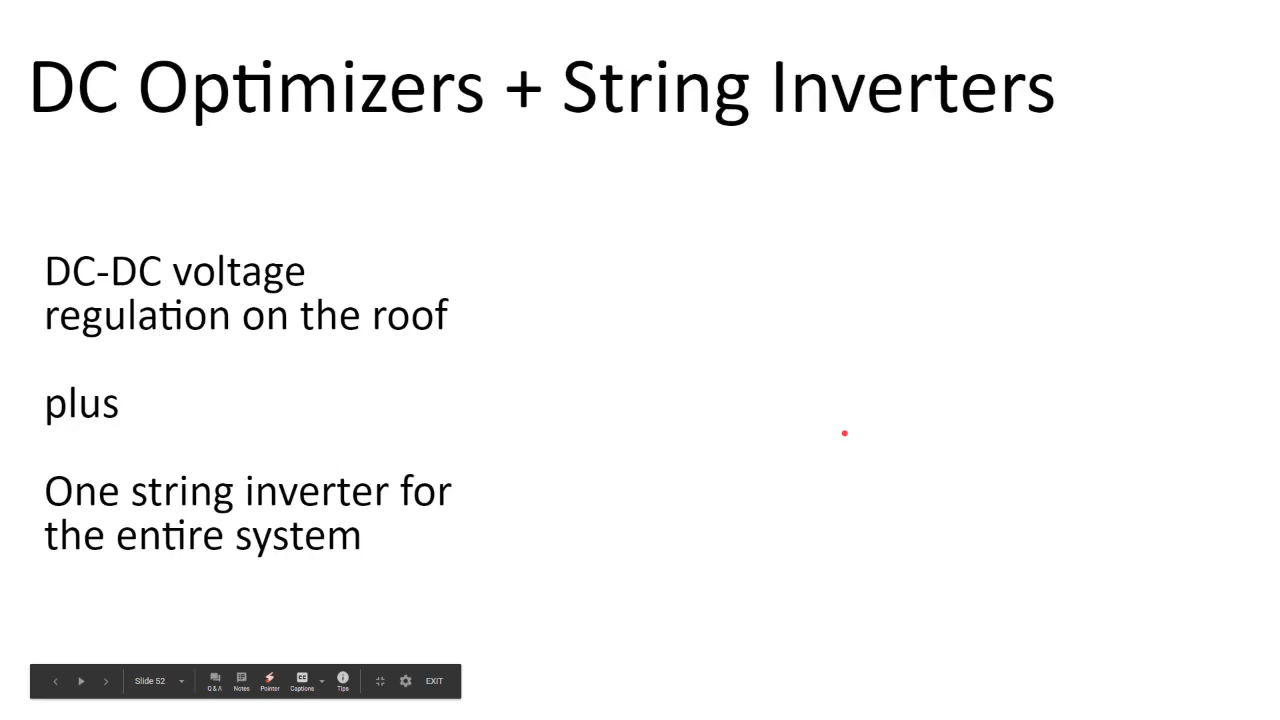 DC Optimizers + String Inverters
DC-DC voltage
regulation on the roof
plus
One string inverter for
the entire system
Slide 52
Q & A
Notes
Pointer
CC
Captions
Tips
EXIT